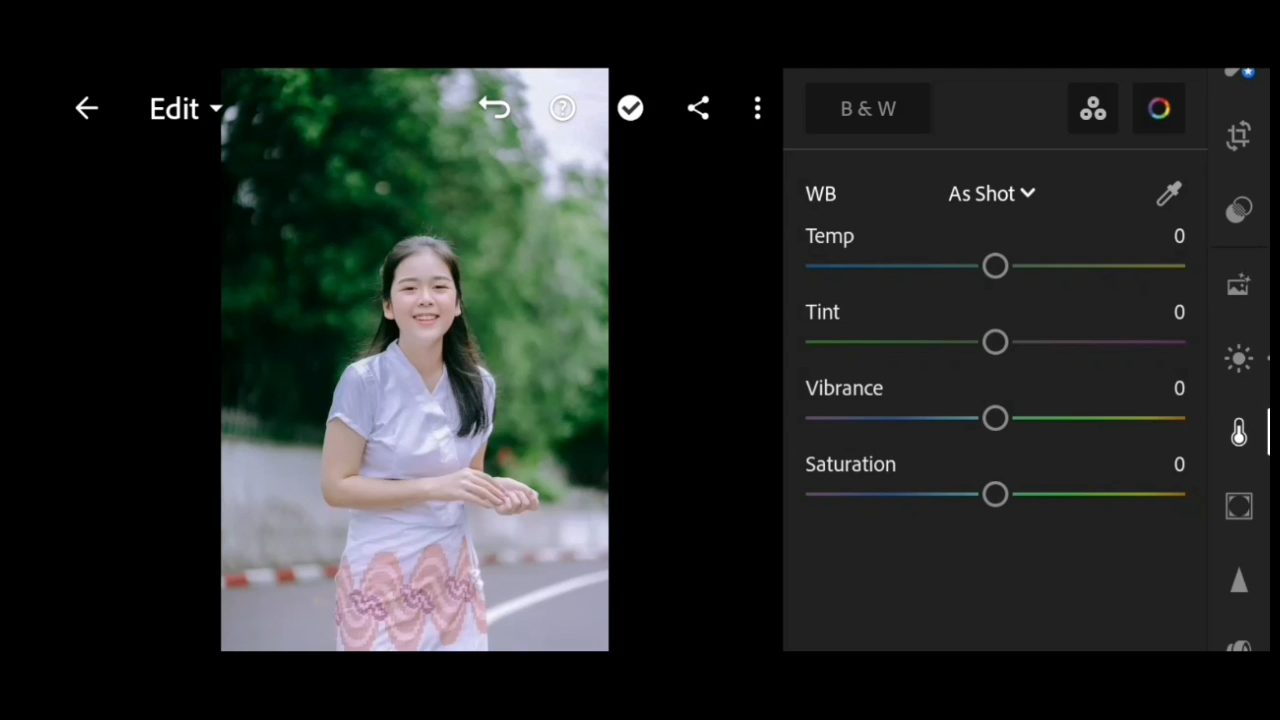 Edit
B & W
WB As Shot
Temp 0
Tint 0
Vibrance 0
Saturation 0